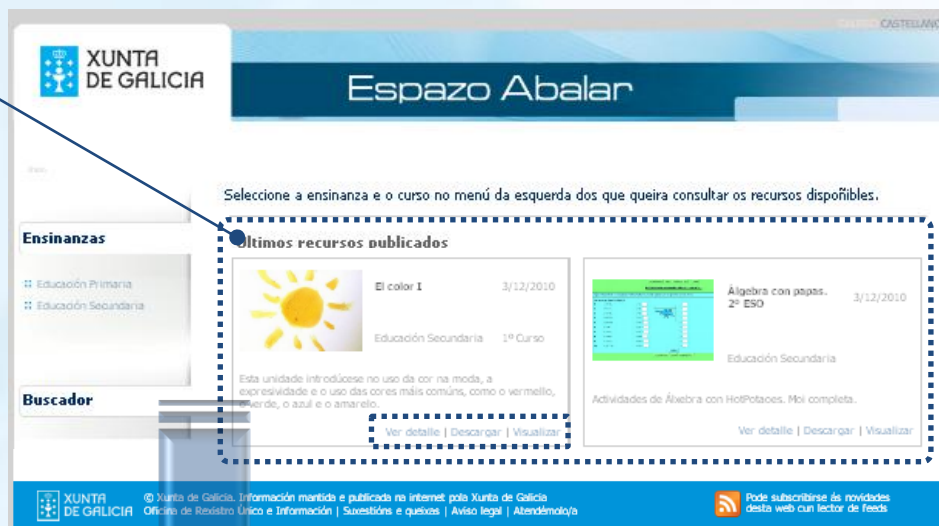 CASTELLANO
XUNTA
DE GALICIA
Espazo Abalar
Inicio
Seleccione a ensinanza e o curso no menú da esquerda dos que queira consultar os recursos dispoñibles.
Ensinanzas
Educación Primaria
Educación Secundaria
Buscador
Últimos recursos publicados
El color I 3/12/2010
Educación Secundaria 1º Curso
Esta unidade introdúcese no uso da cor na moda, a
expresividade e o uso das cores máis comúns, como o vermello,
o verde, o azul e o amarelo.
Ver detalle | Descargar | Visualizar
Álgebra con papas.
2º ESO
3/12/2010
Educación Secundaria
Actividades de Álxebra con HotPotaoes. Moi completa.
Ver detalle | Descargar | Visualizar
XUNTA
DE GALICIA
© Xunta de Galicia. Información mantida e publicada na internet pola Xunta de Galicia
Oficina de Rexistro Único e Información | Suxestións e queixas | Aviso legal | Atendémolo/a
Pode subscribirse ás novidades
desta web cun lector de feeds